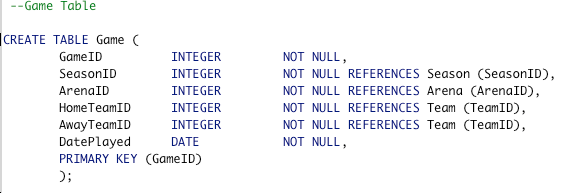 --Game Table
CREATE TABLE Game (
GameID INTEGER NOT NULL,
SeasonID INTEGER NOT NULL REFERENCES Season (SeasonID),
ArenaID INTEGER NOT NULL REFERENCES Arena (ArenaID),
HomeTeamID INTEGER NOT NULL REFERENCES Team (TeamID),
AwayTeamID INTEGER NOT NULL REFERENCES Team (TeamID),
DatePlayed DATE NOT NULL,
PRIMARY KEY (GameID)
);